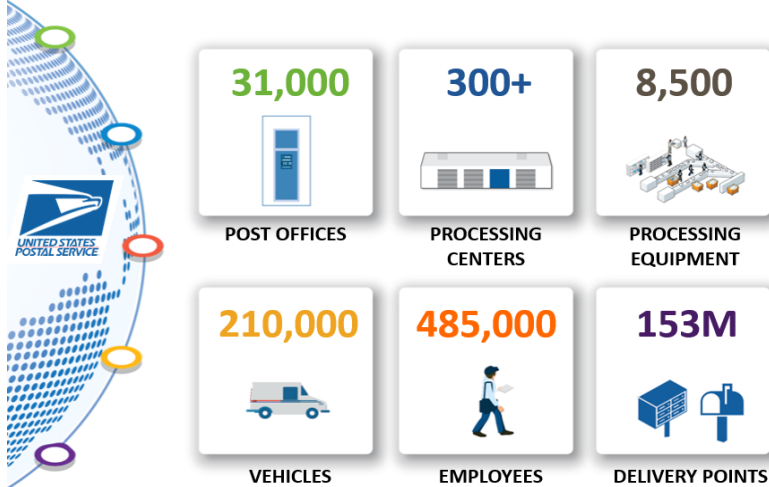 UNITED STATES
POSTAL SERVICE
31,000
POST OFFICES
300+
PROCESSING
CENTERS
8,500
PROCESSING
EQUIPMENT
210,000
VEHICLES
485,000
EMPLOYEES
153M
DELIVERY POINTS